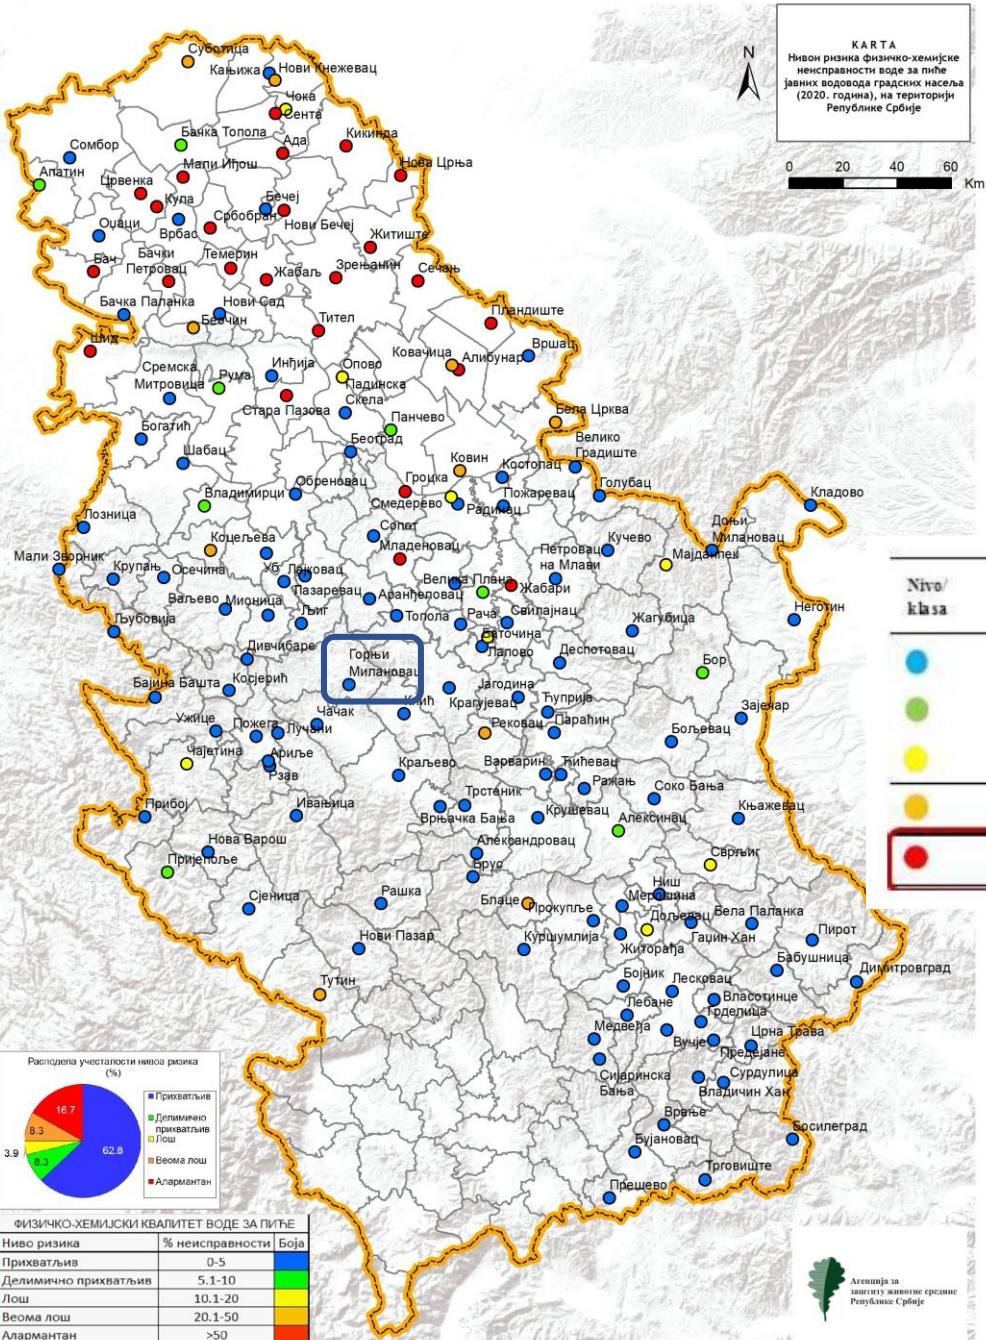 КАРТА
Нивои ризика физичко-хемијске
неисправности воде за пиће
јавних водовода градских насеља
(2020. година), на територији
Републике Србије
N
0 20 40 60
Km
Суботица
Кањижа
Нови Кнежевац
Чока
Сента
Сомбор
Бачка Топола
Ада
Кикинда
Апатин
Мали Иђош
Нова Црња
Црвенка
Кула
Бечеј
Оџаци
Врбас
Србобран
Нови Бечеј
Житиште
Бач
Бачки
Петровац
Темерин
Жабаљ
Зрењанин
Сечањ
Бачка Паланка
Нови Сад
Беочин
Тител
Пландиште
Шид
Ковачица
Алибунар
Вршац
Сремска
Митровица
Рума
Инђија
Опово
Падинска
Скела
Стара Пазова
Панчево
Бела Црква
Богатић
Београд
Велико
Градиште
Шабац
Ковин
Костолац
Обреновац
Гроцка
Голубац
Владимирци
Смедерево
Радинац
Пожаревац
Кладово
Лозница
Сопот
Доњи
Милановац
Коцељева
Младеновац
Петровац
на Млави
Кучево
Мајданпек
Мали Зворник
Крупањ
Осечина
Уб
Лајковац
Лазаревац
Велика Плана
Жабари
Ваљево
Мионица
Аранђеловац
Љиг
Топола
Рача
Свилајнац
Жагубица
Неготин
Љубовија
Баточина
Лапово
Дивчибаре
Горњи
Милановац
Деспотовац
Бор
Бајина Башта
Косјерић
Јагодина
Крагујевац
Ћуприја
Зајечар
Ужице
Пожега
Лучани
Чачак
Кнић
Рековац
Параћин
Бољевац
Чајетина
Ариље
Рзав
Краљево
Варварин
Ћићевац
Ражањ
Прибој
Ивањица
Трстеник
Врњачка Бања
Крушевац
Соко Бања
Књажевац
Нова Варош
Александровац
Алексинац
Пријепоље
Брус
Сврљиг
Сјеница
Рашка
Блаце
Прокупље
Ниш
Мерошина
Дољевац
Бела Паланка
Нови Пазар
Куршумлија
Житорађа
Гаџин Хан
Пирот
Бабушница
Димитровград
Тутин
Бојник
Лесковац
Лебане
Власотинце
Грделица
Медвеђа
Вучје
Предејане
Црна Трава
Сијаринска
Бања
Сурдулица
Владичин Хан
Врање
Босилеград
Бујановац
Трговиште
Прешево
Nivo/
klasa
Расподела учесталости нивоа ризика
(%)
16.7
8.3
3.9
8.3
62.8
Прихватљив
Делимично
прихватљив
Лош
Веома лош
Алармантан
ФИЗИЧКО-ХЕМИЈСКИ КВАЛИТЕТ ВОДЕ ЗА ПИЋЕ
Ниво ризика % неисправности Боја
Прихватљив 0-5
Делимично прихватљив 5.1-10
Лош 10.1-20
Веома лош 20.1-50
Алармантан >50
Агенција за
заштиту животне средине
Републике Србије